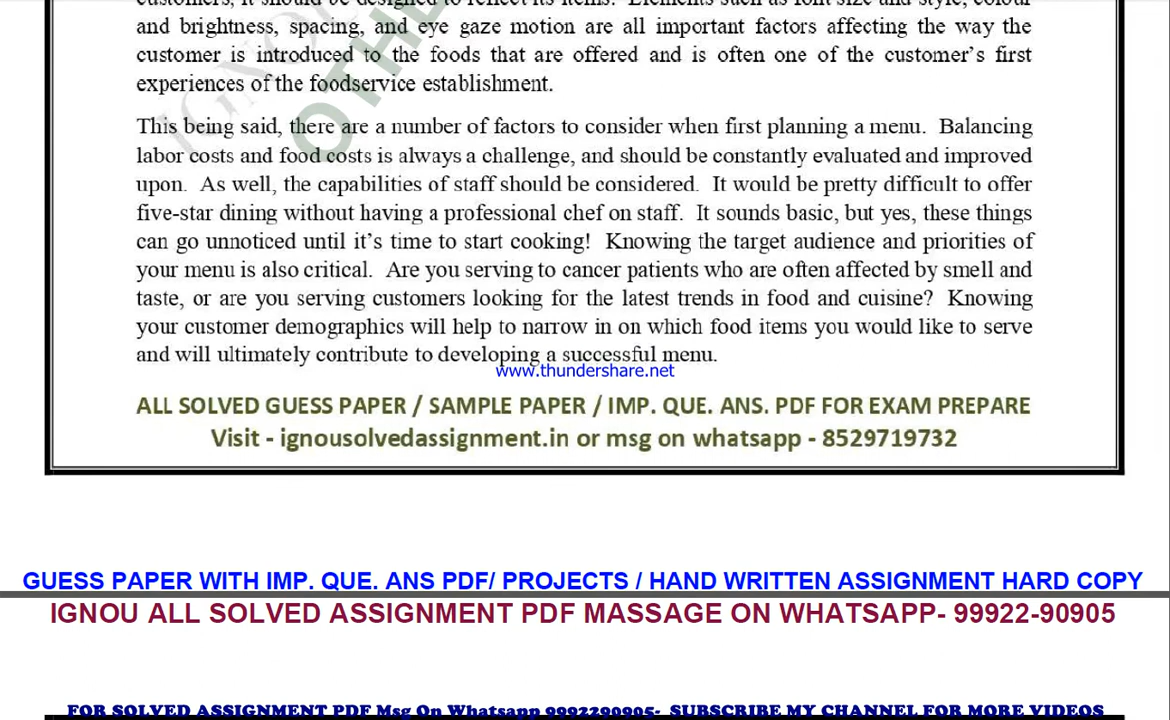 customers, it should be designed to reflect its items. Elements such as font size and style, colour
and brightness, spacing, and eye gaze motion are all important factors affecting the way the
customer is introduced to the foods that are offered and is often one of the customer's first
experiences of the foodservice establishment.
This being said, there are a number of factors to consider when first planning a menu. Balancing
labor costs and food costs is always a challenge, and should be constantly evaluated and improved
upon. As well, the capabilities of staff should be considered. It would be pretty difficult to offer
five-star dining without having a professional chef on staff. It sounds basic, but yes, these things
can go unnoticed until it's time to start cooking! Knowing the target audience and priorities of
your menu is also critical. Are you serving to cancer patients who are often affected by smell and
taste, or are you serving customers looking for the latest trends in food and cuisine? Knowing
your customer demographics will help to narrow in on which food items you would like to serve
and will ultimately contribute to developing a successful menu.
www.thundershare.net
ALL SOLVED GUESS PAPER / SAMPLE PAPER / IMP. QUE. ANS. PDF FOR EXAM PREPARE
Visit - ignousolvedassignment.in or msg on whatsapp - 8529719732
GUESS PAPER WITH IMP. QUE. ANS PDF/ PROJECTS / HAND WRITTEN ASSIGNMENT HARD COPY
IGNOU ALL SOLVED ASSIGNMENT PDF MASSAGE ON WHATSAPP- 99922-90905
FOR SOLVED ASSIGNMENT PDF Msg On Whatsapp 9992290905- SUBSCRIBE MY CHANNEL FOR MORE VIDEOS